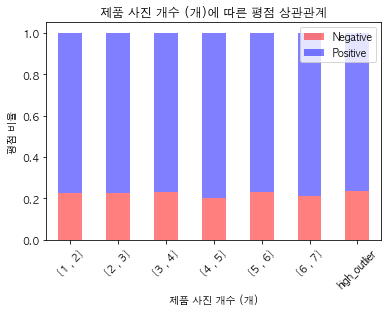 제품 사진 개수 (개)에 따른 평점 상관관계
Negative
Positive
평점 비율
1.0
0.8
0.6
0.4
0.2
0.0
(1 , 2)
(2 , 3)
(3 , 4)
(4 , 5)
(5 , 6)
(6 , 7)
high_outlier
제품 사진 개수 (개)